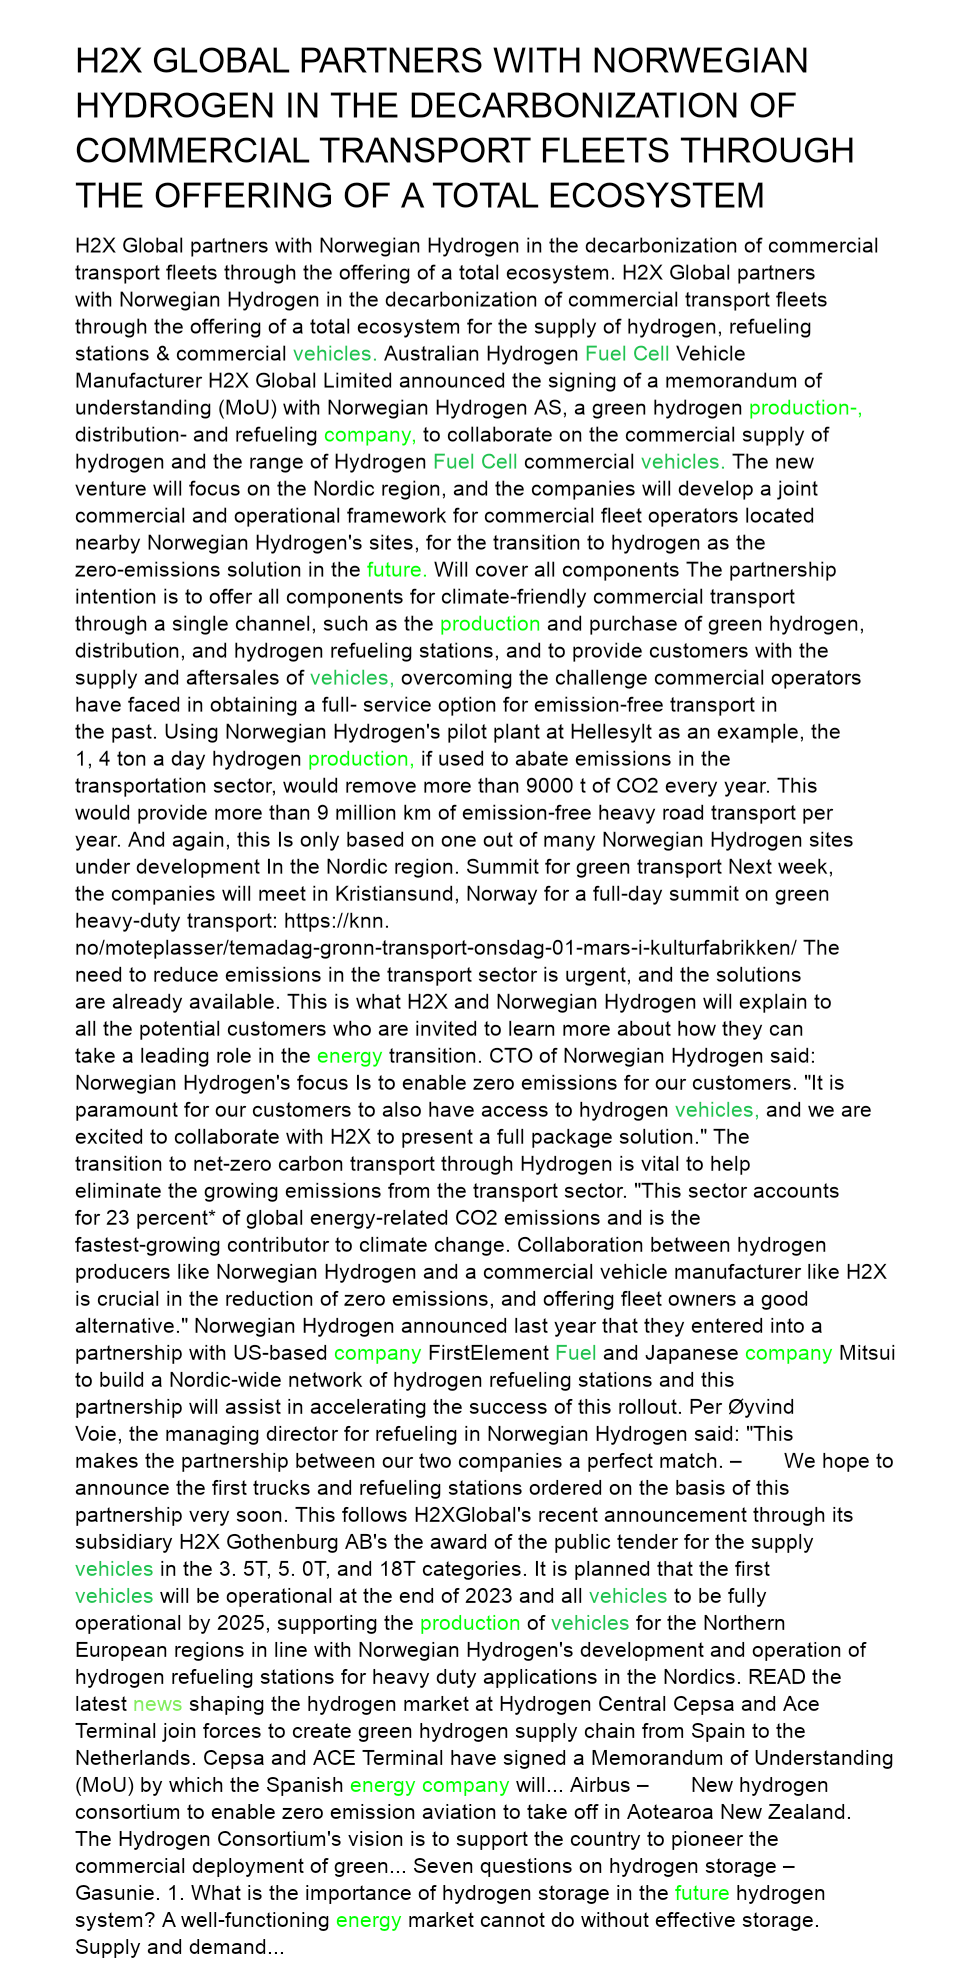 H2X GLOBAL PARTNERS WITH NORWEGIAN
HYDROGEN IN THE DECARBONIZATION OF
COMMERCIAL TRANSPORT FLEETS THROUGH
THE OFFERING OF A TOTAL ECOSYSTEM
H2X Global partners with Norwegian Hydrogen in the decarbonization of commercial
transport fleets through the offering of a total ecosystem. H2X Global partners
with Norwegian Hydrogen in the decarbonization of commercial transport fleets
through the offering of a total ecosystem for the supply of hydrogen, refueling
stations & commercial vehicles. Australian Hydrogen Fuel Cell Vehicle
Manufacturer H2X Global Limited announced the signing of a memorandum of
understanding (MoU) with Norwegian Hydrogen AS, a green hydrogen production-,
distribution- and refueling company, to collaborate on the commercial supply of
hydrogen and the range of Hydrogen Fuel Cell commercial vehicles. The new
venture will focus on the Nordic region, and the companies will develop a joint
commercial and operational framework for commercial fleet operators located
nearby Norwegian Hydrogen's sites, for the transition to hydrogen as the
zero-emissions solution in the future. Will cover all components The partnership
intention is to offer all components for climate-friendly commercial transport
through a single channel, such as the production and purchase of green hydrogen,
distribution, and hydrogen refueling stations, and to provide customers with the
supply and aftersales of vehicles, overcoming the challenge commercial operators
have faced in obtaining a full- service option for emission-free transport in
the past. Using Norwegian Hydrogen's pilot plant at Hellesylt as an example, the
1, 4 ton a day hydrogen production, if used to abate emissions in the
transportation sector, would remove more than 9000 t of CO2 every year. This
would provide more than 9 million km of emission-free heavy road transport per
year. And again, this Is only based on one out of many Norwegian Hydrogen sites
under development In the Nordic region. Summit for green transport Next week,
the companies will meet in Kristiansund, Norway for a full-day summit on green
heavy-duty transport: https://knn.
no/moteplasser/temadag-gronn-transport-onsdag-01-mars-i-kulturfabrikken/ The
need to reduce emissions in the transport sector is urgent, and the solutions
are already available. This is what H2X and Norwegian Hydrogen will explain to
all the potential customers who are invited to learn more about how they can
take a leading role in the energy transition. CTO of Norwegian Hydrogen said:
Norwegian Hydrogen's focus Is to enable zero emissions for our customers. "It is
paramount for our customers to also have access to hydrogen vehicles, and we are
excited to collaborate with H2X to present a full package solution." The
transition to net-zero carbon transport through Hydrogen is vital to help
eliminate the growing emissions from the transport sector. "This sector accounts
for 23 percent* of global energy-related CO2 emissions and is the
fastest-growing contributor to climate change. Collaboration between hydrogen
producers like Norwegian Hydrogen and a commercial vehicle manufacturer like H2X
is crucial in the reduction of zero emissions, and offering fleet owners a good
alternative." Norwegian Hydrogen announced last year that they entered into a
partnership with US-based company FirstElement Fuel and Japanese company Mitsui
to build a Nordic-wide network of hydrogen refueling stations and this
partnership will assist in accelerating the success of this rollout. Per Øyvind
Voie, the managing director for refueling in Norwegian Hydrogen said: "This
makes the partnership between our two companies a perfect match. – We hope to
announce the first trucks and refueling stations ordered on the basis of this
partnership very soon. This follows H2XGlobal's recent announcement through its
subsidiary H2X Gothenburg AB's the award of the public tender for the supply
vehicles in the 3. 5T, 5. 0T, and 18T categories. It is planned that the first
vehicles will be operational at the end of 2023 and all vehicles to be fully
operational by 2025, supporting the production of vehicles for the Northern
European regions in line with Norwegian Hydrogen's development and operation of
hydrogen refueling stations for heavy duty applications in the Nordics. READ the
latest news shaping the hydrogen market at Hydrogen Central Cepsa and Ace
Terminal join forces to create green hydrogen supply chain from Spain to the
Netherlands. Cepsa and ACE Terminal have signed a Memorandum of Understanding
(MoU) by which the Spanish energy company will... Airbus – New hydrogen
consortium to enable zero emission aviation to take off in Aotearoa New Zealand.
The Hydrogen Consortium's vision is to support the country to pioneer the
commercial deployment of green... Seven questions on hydrogen storage –
Gasunie. 1. What is the importance of hydrogen storage in the future hydrogen
system? A well-functioning energy market cannot do without effective storage.
Supply and demand...